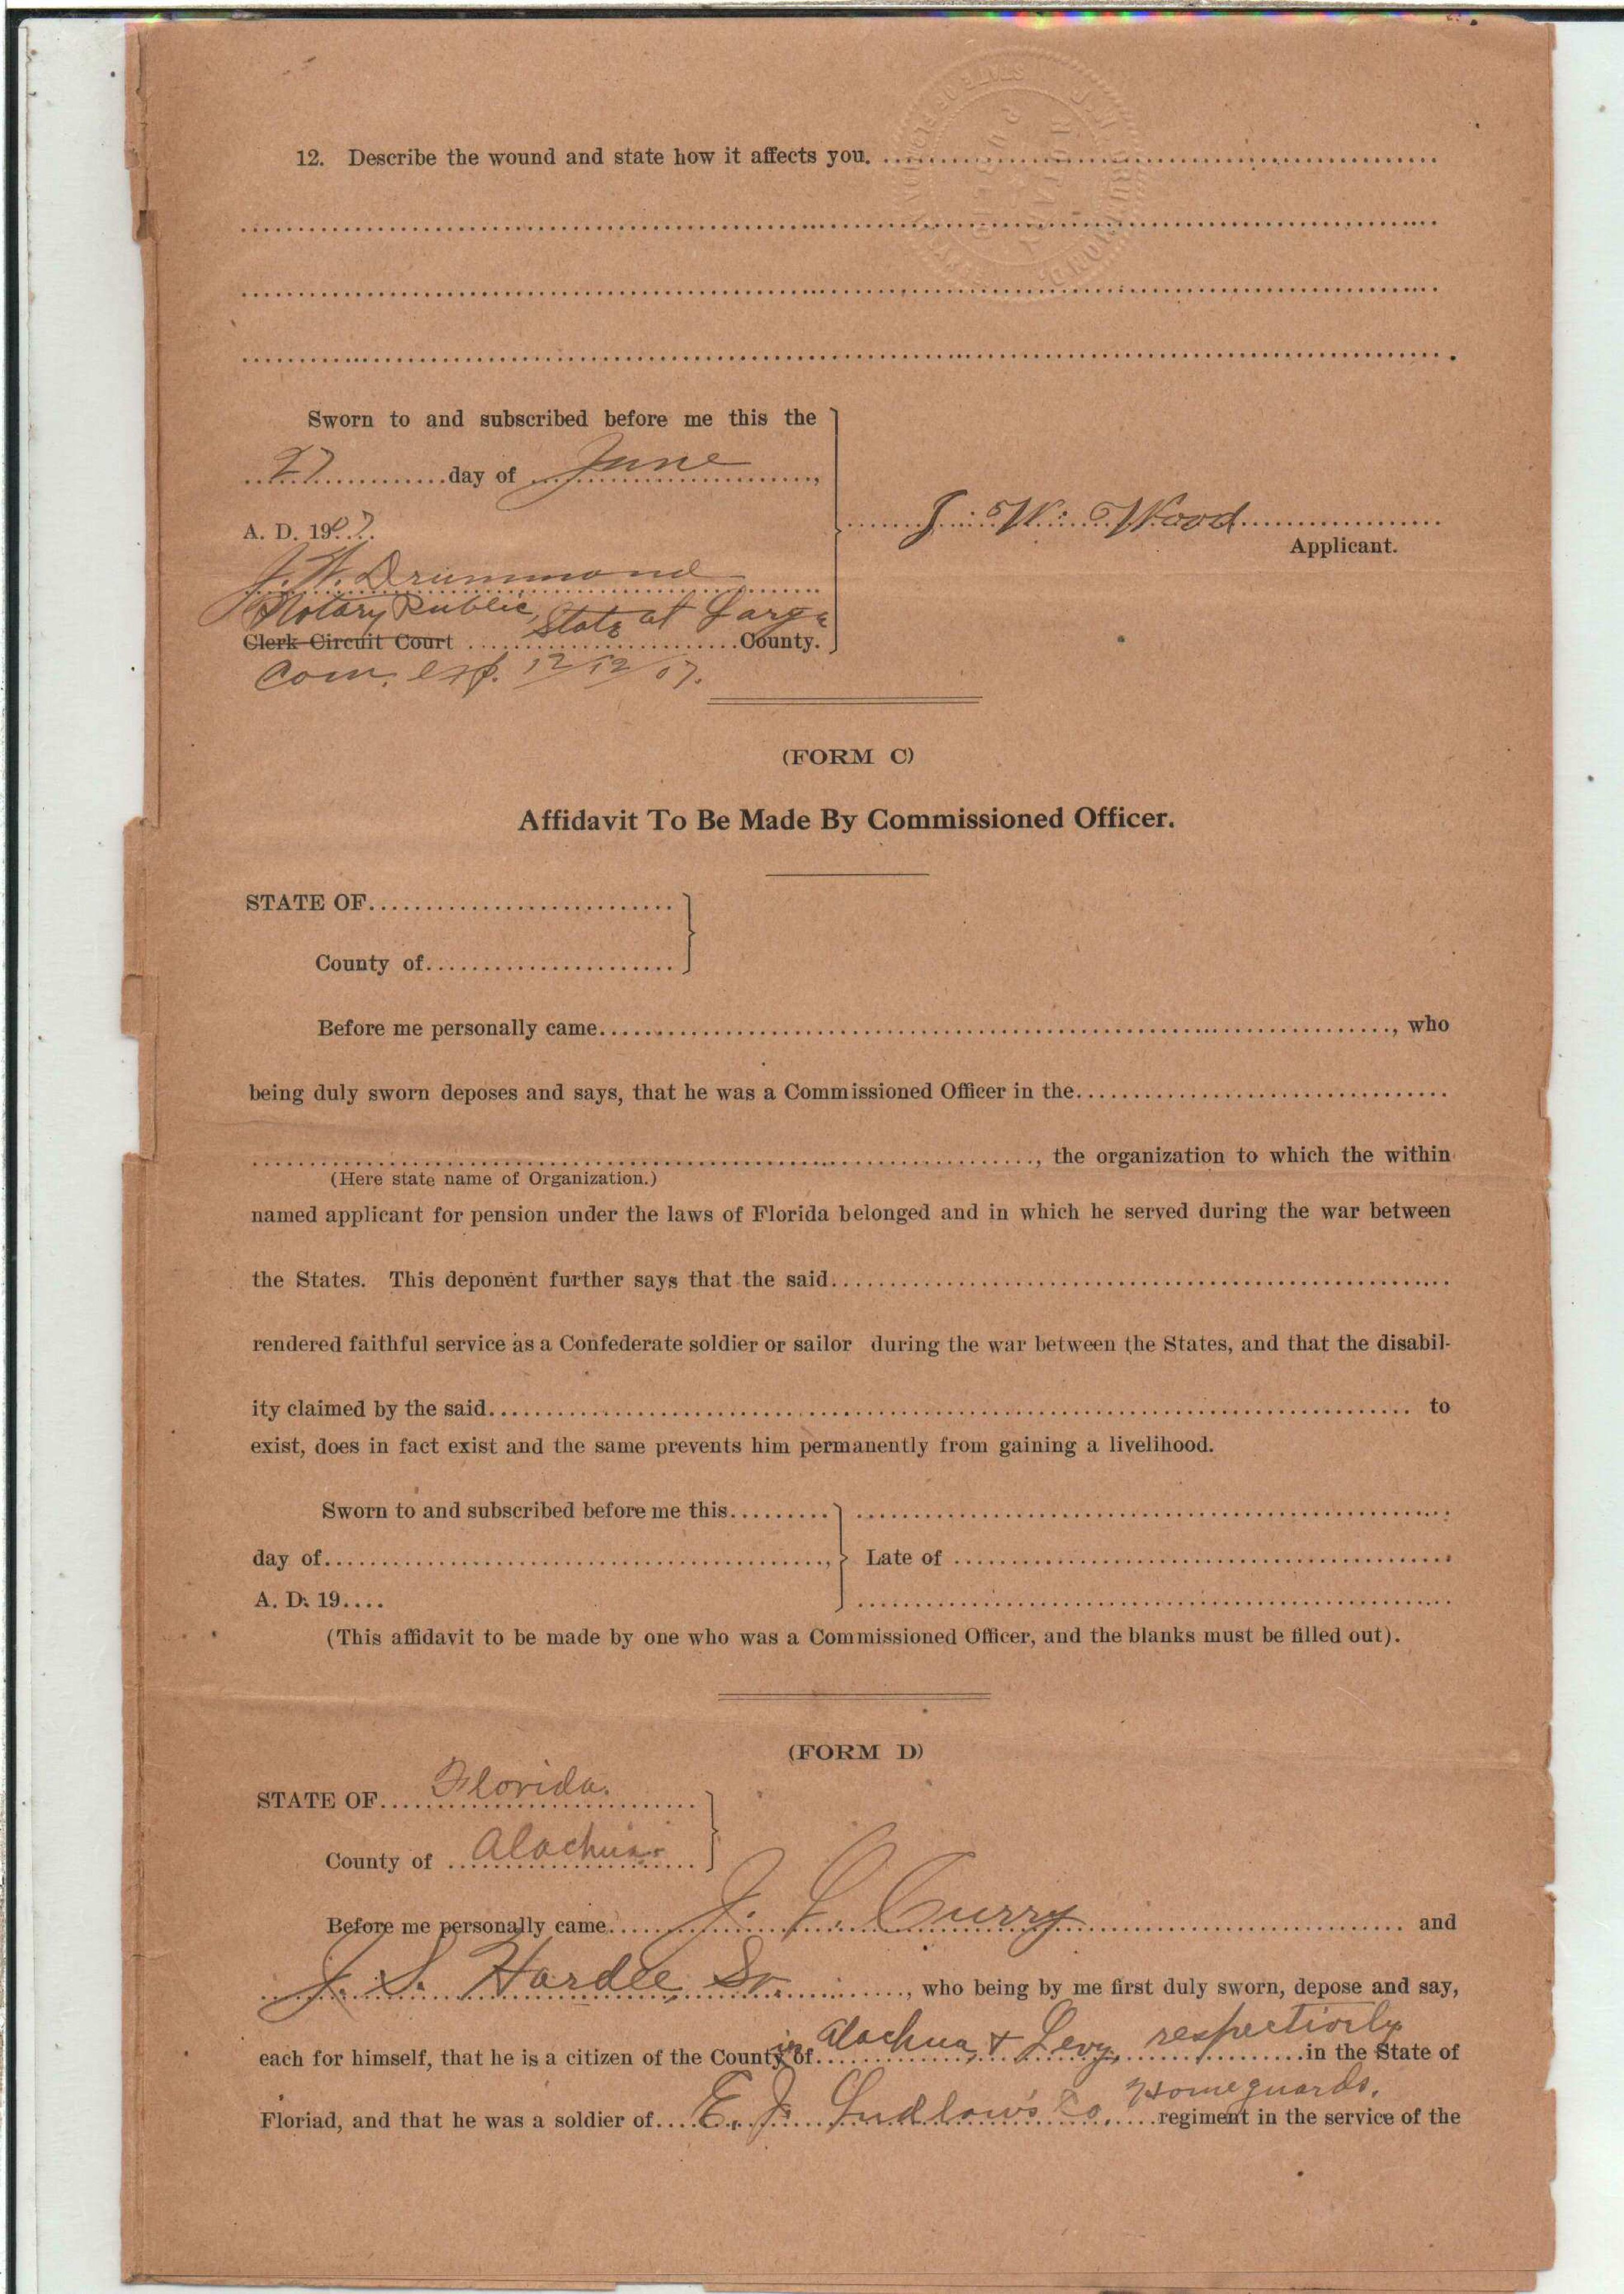 12. Describe the wound and state how it affects you.
Sworn to and subscribed before me this the
day of June
A. D. 190
Wood
Applicant.
J. W. Drummond
Notary Public, State at Large
Clerk Circuit Court County.
Com. exp. 12/12/07.
(FORM C)
Affidavit To Be Made By Commissioned Officer.
STATE OF
County of
Before me personally came , who
being duly sworn deposes and says, that he was a Commissioned Officer in the
, the organization to which the within
(Here state name of Organization.)
named applicant for pension under the laws of Florida belonged and in which he served during the war between
the States. This deponent further says that the said
rendered faithful service as a Confederate soldier or sailor during the war between the States, and that the disabil-
ity claimed by the said to
exist, does in fact exist and the same prevents him permanently from gaining a livelihood.
Sworn to and subscribed before me this
day of , Late of
A. D. 19
(This affidavit to be made by one who was a Commissioned Officer, and the blanks must be filled out).
(FORM D)
STATE OF Florida.
County of Alachua
Before me personally came Curry and
Hardee Sr. , who being by me first duly sworn, depose and say,
each for himself, that he is a citizen of the County of in Alachua & Levy, respectively in the State of
Floriad, and that he was a soldier of Ludlow's Co. Homeguards, regiment in the service of the